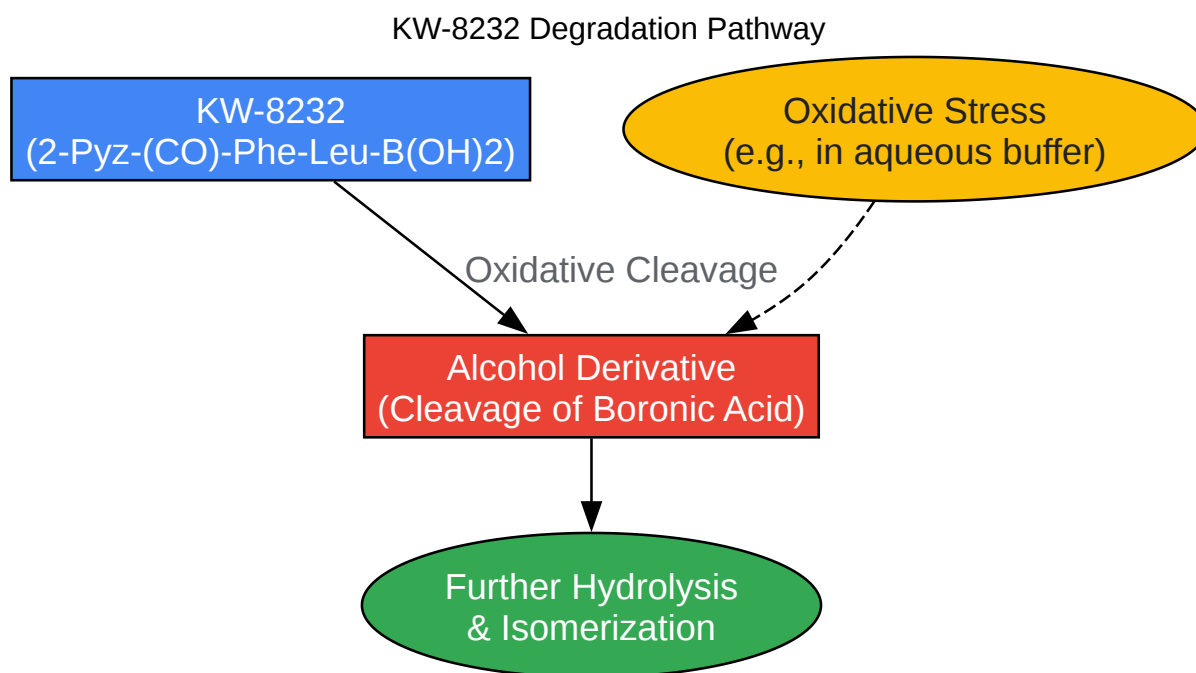 KW-8232 Degradation Pathway
KW-8232
(2-Pyz-(CO)-Phe-Leu-B(OH)2)
Oxidative Stress
(e.g., in aqueous buffer)
Oxidative Cleavage
Alcohol Derivative
(Cleavage of Boronic Acid)
Further Hydrolysis
& Isomerization